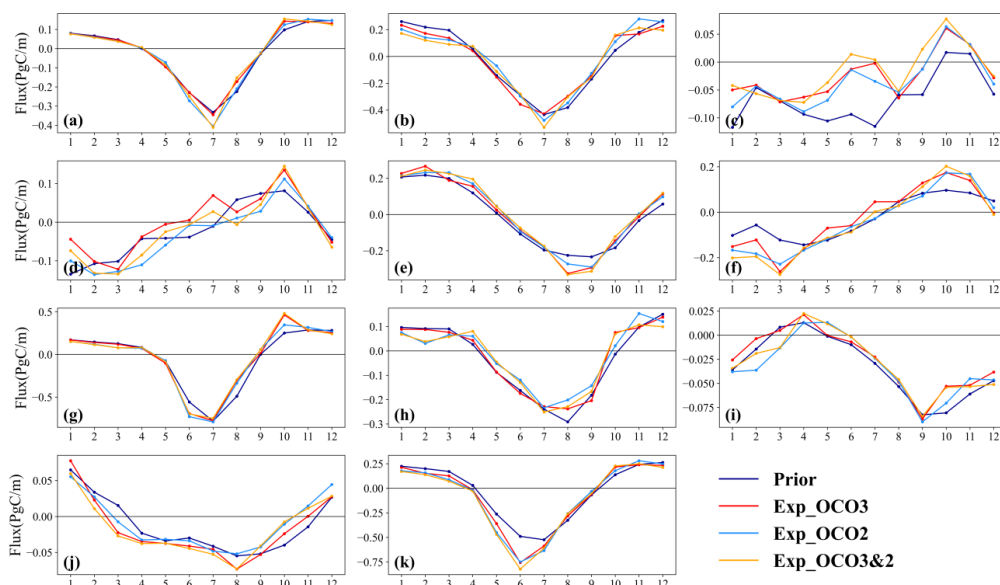 0.1
0.0
−0.1
−0.2
−0.3
−0.4
Flux(PgC/m)
(a)
1 2 3 4 5 6 7 8 9 10 11 12
0.2
0.0
−0.2
−0.4
(b)
1 2 3 4 5 6 7 8 9 10 11 12
0.05
0.00
−0.05
−0.10
(c)
1 2 3 4 5 6 7 8 9 10 11 12
0.1
0.0
−0.1
Flux(PgC/m)
(d)
1 2 3 4 5 6 7 8 9 10 11 12
0.2
0.0
−0.2
(e)
1 2 3 4 5 6 7 8 9 10 11 12
0.2
0.0
−0.2
(f)
1 2 3 4 5 6 7 8 9 10 11 12
0.5
0.0
−0.5
Flux(PgC/m)
(g)
1 2 3 4 5 6 7 8 9 10 11 12
0.1
0.0
−0.1
−0.2
−0.3
(h)
1 2 3 4 5 6 7 8 9 10 11 12
0.025
0.000
−0.025
−0.050
−0.075
(i)
1 2 3 4 5 6 7 8 9 10 11 12
0.05
0.00
−0.05
Flux(PgC/m)
(j)
1 2 3 4 5 6 7 8 9 10 11 12
0.25
0.00
−0.25
−0.50
−0.75
(k)
1 2 3 4 5 6 7 8 9 10 11 12
Prior
Exp_OCO3
Exp_OCO2
Exp_OCO3&2